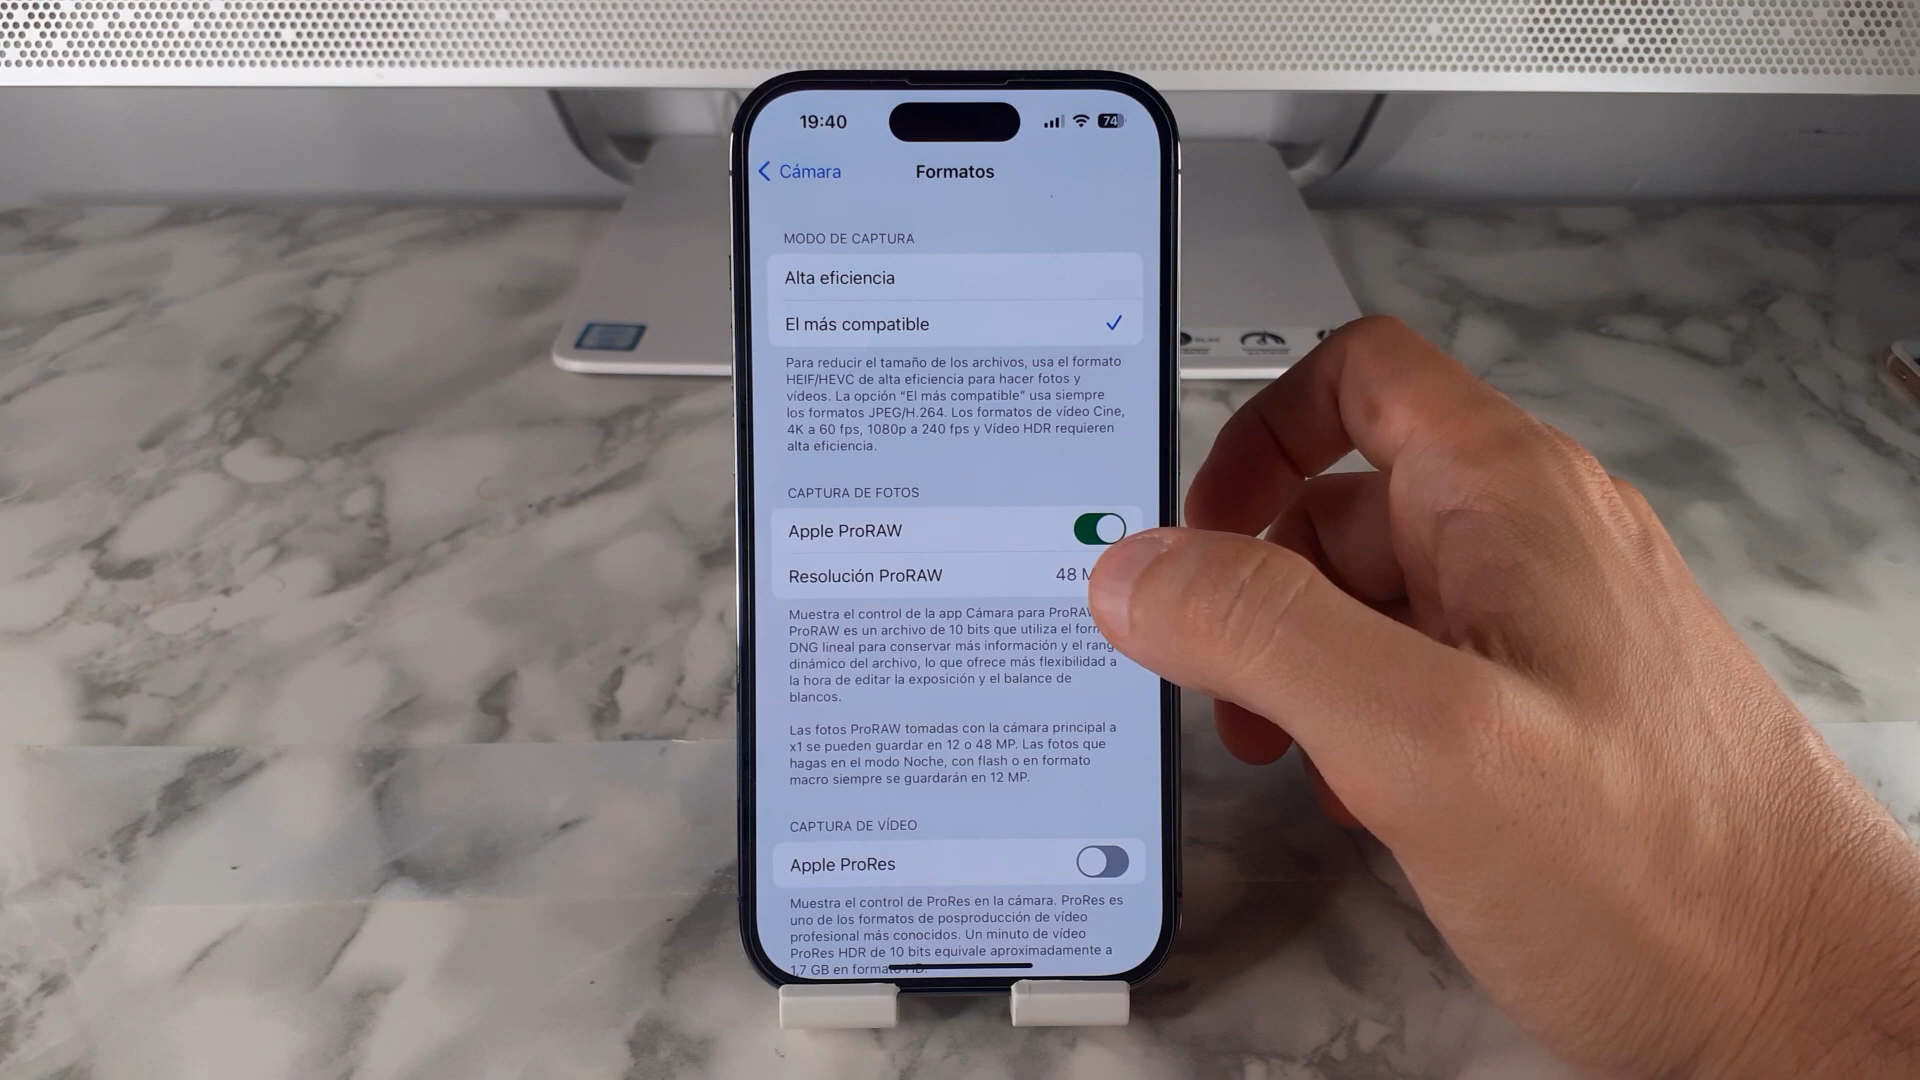 19:40
74
Cámara
Formatos
MODO DE CAPTURA
Alta eficiencia
El más compatible
Para reducir el tamaño de los archivos, usa el formato
HEIF/HEVC de alta eficiencia para hacer fotos y
vídeos. La opción “El más compatible” usa siempre
los formatos JPEG/H.264. Los formatos de vídeo Cine,
4K a 60 fps, 1080p a 240 fps y Vídeo HDR requieren
alta eficiencia.
CAPTURA DE FOTOS
Apple ProRAW
Resolución ProRAW 48
Muestra el control de la app Cámara para
ProRAW es un archivo de 10 bits que utiliza el
DNG lineal para conservar más información y el
dinámico del archivo, lo que ofrece más flexibilidad a
la hora de editar la exposición y el balance de
blancos.
Las fotos ProRAW tomadas con la cámara principal a
x1 se pueden guardar en 12 o 48 MP. Las fotos que
hagas en el modo Noche, con flash o en formato
macro siempre se guardarán en 12 MP.
CAPTURA DE VÍDEO
Apple ProRes
Muestra el control de ProRes en la cámara. ProRes es
uno de los formatos de posproducción de vídeo
profesional más conocidos. Un minuto de vídeo
ProRes HDR de 10 bits equivale aproximadamente a
1,7 GB en formato HD.